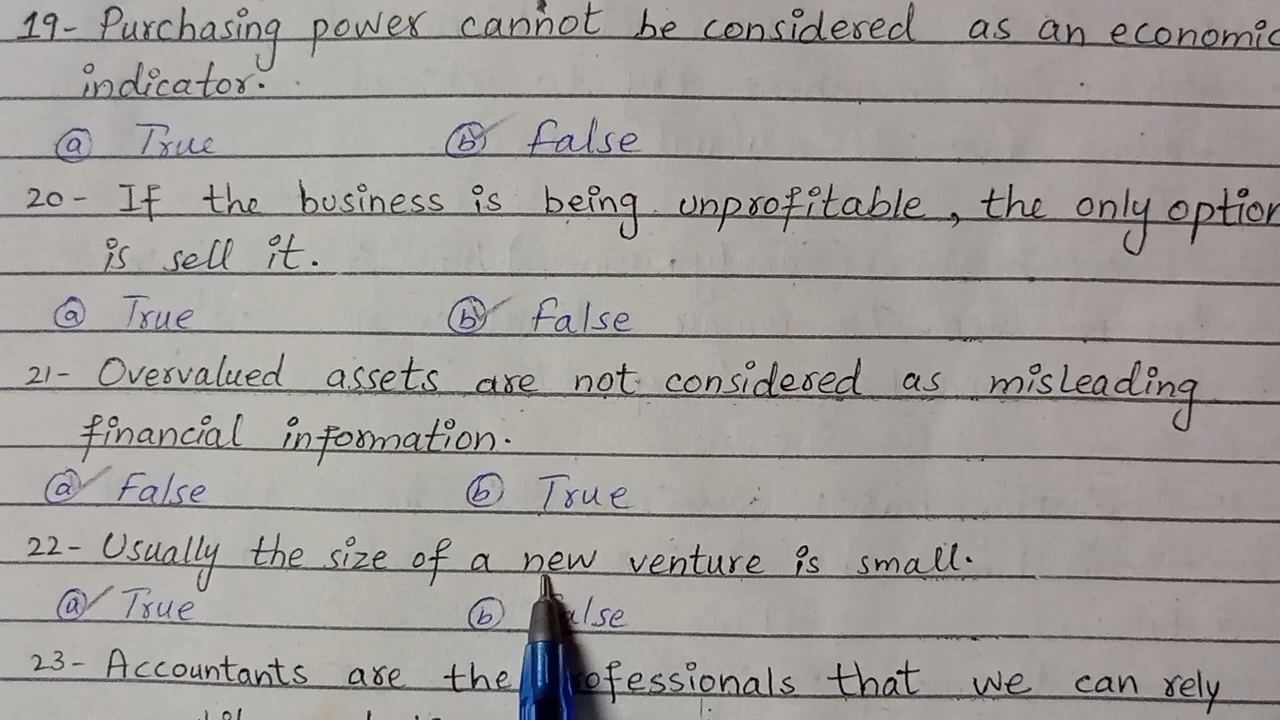 19- Purchasing power cannot be considered as an economic
indicator.
ⓐ True ⓑ False
20- If the business is being unprofitable, the only option
is sell it.
ⓐ True ⓑ False
21- Overvalued assets are not considered as misleading
financial information.
ⓐ False ⓑ True
22- Usually the size of a new venture is small.
ⓐ True ⓑ alse
23- Accountants are the ofessionals that we can rely